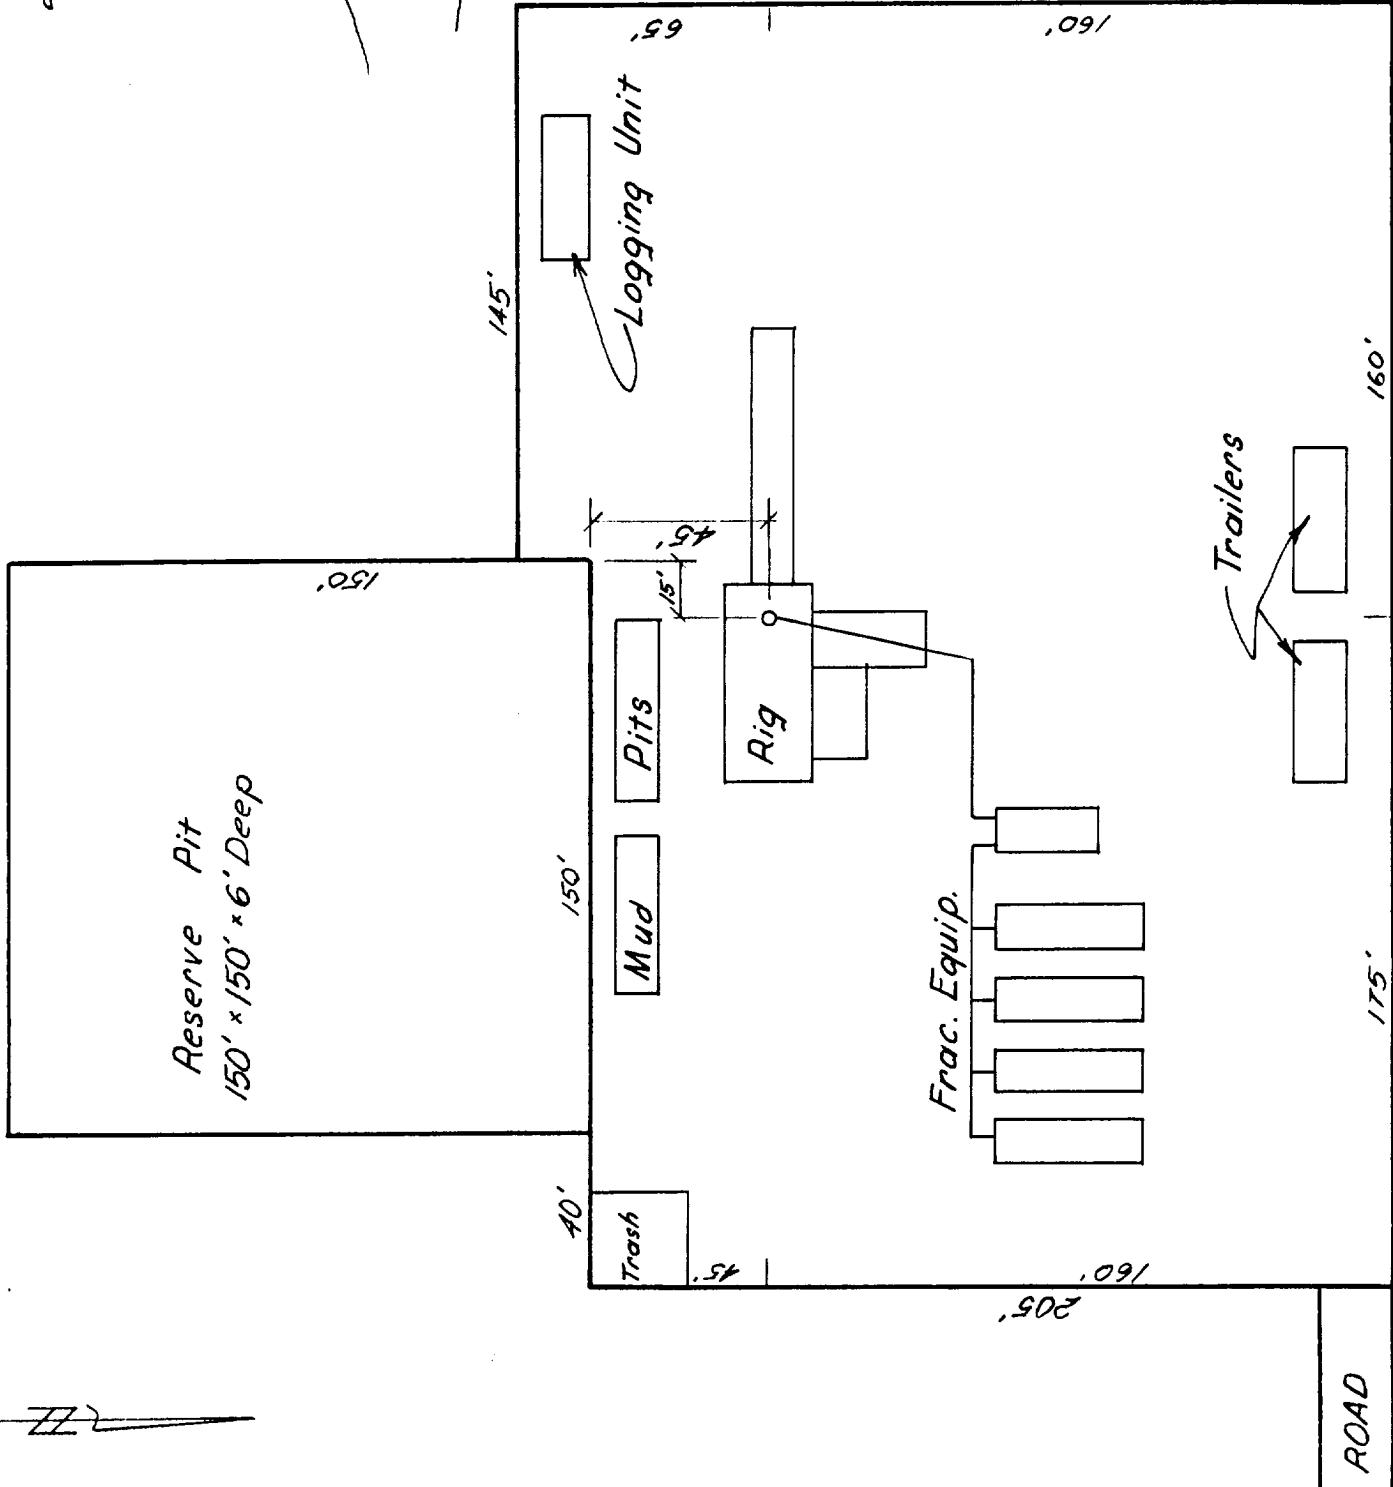 65'
160'
Logging Unit
145'
150'
Reserve Pit
150' x 150' x 6' Deep
45'
15'
Pits
Mud
Rig
150'
160'
Trailers
Frac. Equip.
175'
40'
Trash
45'
160'
205'
ROAD